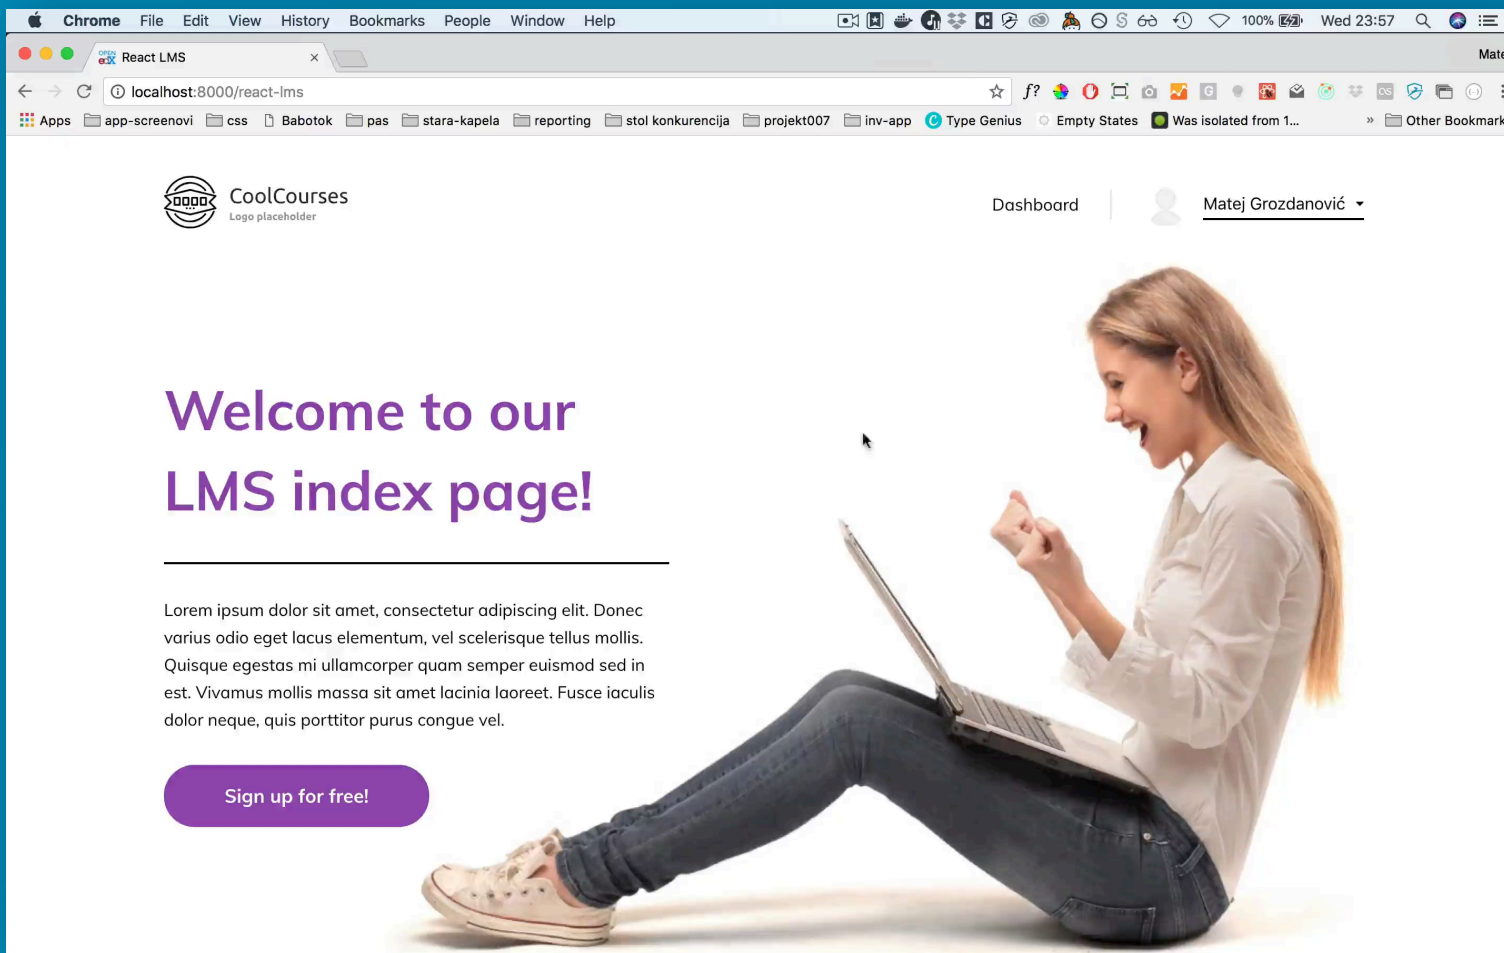 Chrome File Edit View History Bookmarks People Window Help 100% Wed 23:57
OPEN edX React LMS
Mate
localhost:8000/react-lms
f?
Apps app-screenovi css Babotok pas stara-kapela reporting stol konkurencija projekt007 inv-app Type Genius Empty States Was isolated from 1... » Other Bookmark
CoolCourses
Logo placeholder
Dashboard
Matej Grozdanović
Welcome to our
LMS index page!
Lorem ipsum dolor sit amet, consectetur adipiscing elit. Donec
varius odio eget lacus elementum, vel scelerisque tellus mollis.
Quisque egestas mi ullamcorper quam semper euismod sed in
est. Vivamus mollis massa sit amet lacinia laoreet. Fusce iaculis
dolor neque, quis porttitor purus congue vel.
Sign up for free!